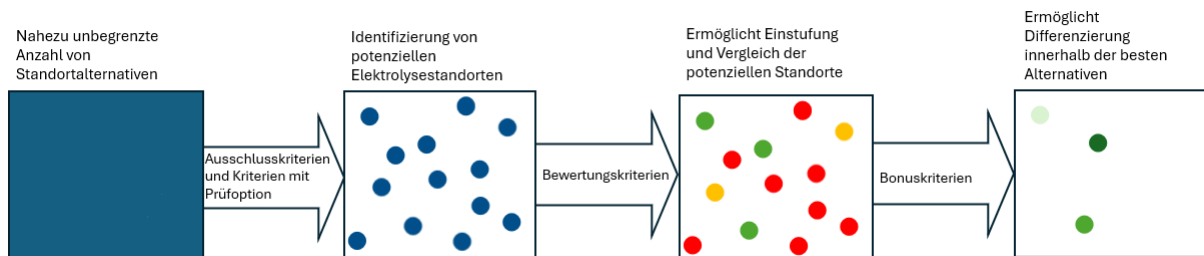 Nahezu unbegrenzte
Anzahl von
Standortalternativen
Ausschlusskriterien
und Kriterien mit
Prüfoption
Identifizierung von
potenziellen
Elektrolysestandorten
Bewertungskriterien
Ermöglicht Einstufung
und Vergleich der
potenziellen Standorte
Bonuskriterien
Ermöglicht
Differenzierung
innerhalb der besten
Alternativen